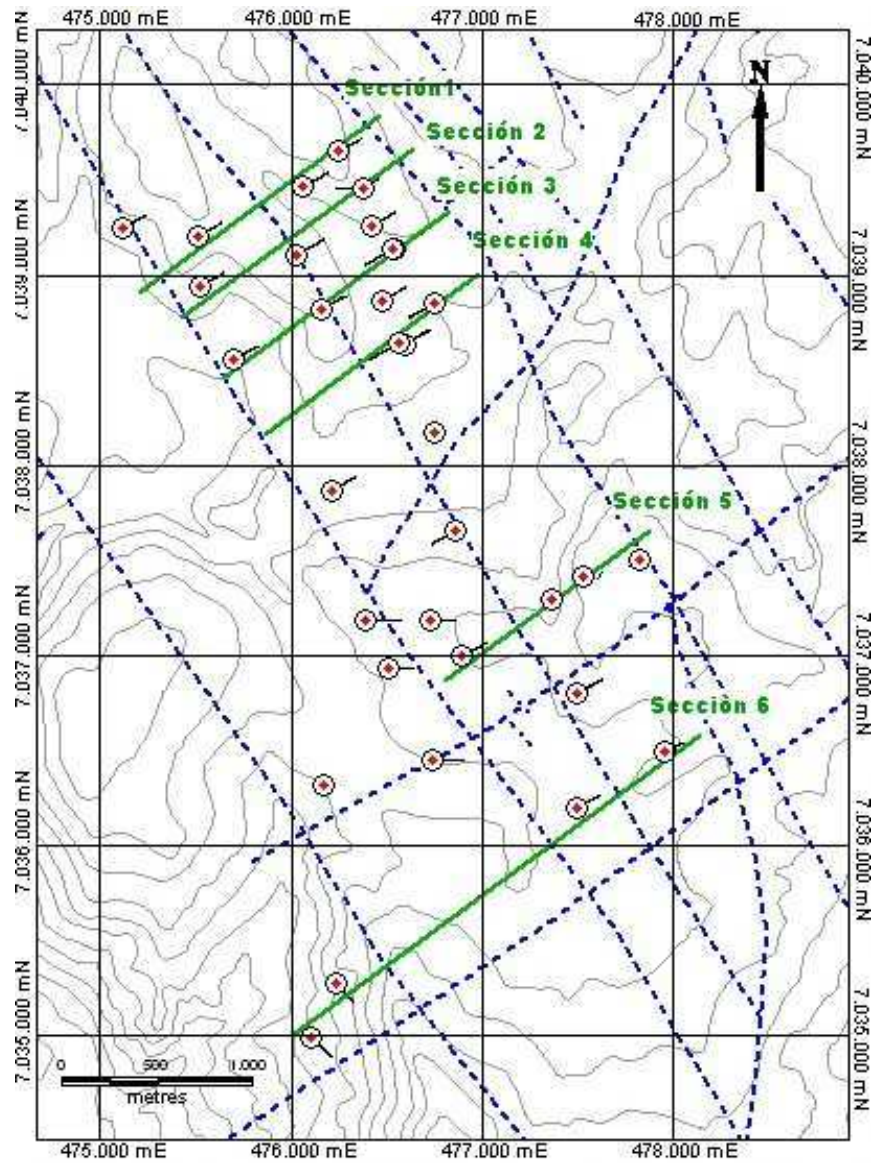 475.000 mE 476.000 mE 477.000 mE 478.000 mE
7.040.000 mN
7.040.000 mN
N
Sección1
Sección 2
Sección 3
Sección 4
7.039.000 mN
7.039.000 mN
7.038.000 mN
7.038.000 mN
Sección 5
7.037.000 mN
7.037.000 mN
Sección 6
7.036.000 mN
7.036.000 mN
7.035.000 mN
7.035.000 mN
0 500 1.000
metres
475.000 mE 476.000 mE 477.000 mE 478.000 mE